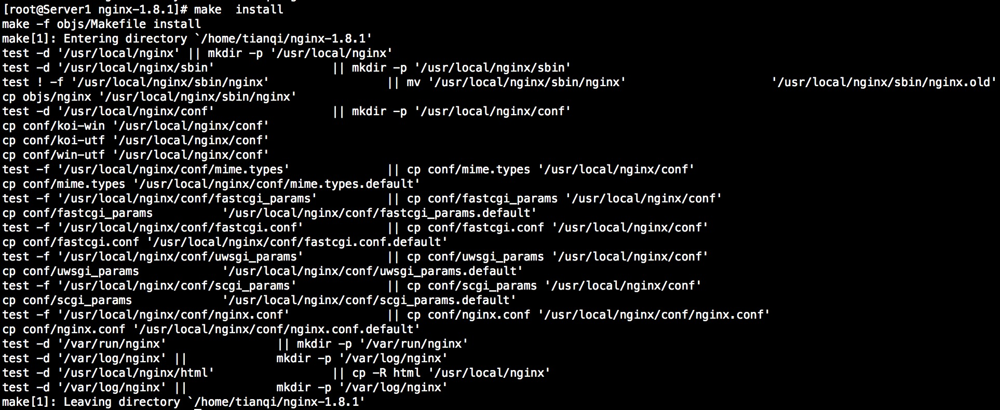 [root@Server1 nginx-1.8.1]# make  install
make -f objs/Makefile install
make[1]: Entering directory `/home/tianqi/nginx-1.8.1'
test -d '/usr/local/nginx' || mkdir -p '/usr/local/nginx'
test -d '/usr/local/nginx/sbin'                 || mkdir -p '/usr/local/nginx/sbin'
test ! -f '/usr/local/nginx/sbin/nginx'                 || mv '/usr/local/nginx/sbin/nginx'                     '/usr/local/nginx/sbin/nginx.old'
cp objs/nginx '/usr/local/nginx/sbin/nginx'
test -d '/usr/local/nginx/conf'                 || mkdir -p '/usr/local/nginx/conf'
cp conf/koi-win '/usr/local/nginx/conf'
cp conf/koi-utf '/usr/local/nginx/conf'
cp conf/win-utf '/usr/local/nginx/conf'
test -f '/usr/local/nginx/conf/mime.types'              || cp conf/mime.types '/usr/local/nginx/conf'
cp conf/mime.types '/usr/local/nginx/conf/mime.types.default'
test -f '/usr/local/nginx/conf/fastcgi_params'          || cp conf/fastcgi_params '/usr/local/nginx/conf'
cp conf/fastcgi_params          '/usr/local/nginx/conf/fastcgi_params.default'
test -f '/usr/local/nginx/conf/fastcgi.conf'            || cp conf/fastcgi.conf '/usr/local/nginx/conf'
cp conf/fastcgi.conf '/usr/local/nginx/conf/fastcgi.conf.default'
test -f '/usr/local/nginx/conf/uwsgi_params'            || cp conf/uwsgi_params '/usr/local/nginx/conf'
cp conf/uwsgi_params            '/usr/local/nginx/conf/uwsgi_params.default'
test -f '/usr/local/nginx/conf/scgi_params'             || cp conf/scgi_params '/usr/local/nginx/conf'
cp conf/scgi_params             '/usr/local/nginx/conf/scgi_params.default'
test -f '/usr/local/nginx/conf/nginx.conf'              || cp conf/nginx.conf '/usr/local/nginx/conf/nginx.conf'
cp conf/nginx.conf '/usr/local/nginx/conf/nginx.conf.default'
test -d '/var/run/nginx'                || mkdir -p '/var/run/nginx'
test -d '/var/log/nginx' ||             mkdir -p '/var/log/nginx'
test -d '/usr/local/nginx/html'                 || cp -R html '/usr/local/nginx'
test -d '/var/log/nginx' ||             mkdir -p '/var/log/nginx'
make[1]: Leaving directory `/home/tianqi/nginx-1.8.1'